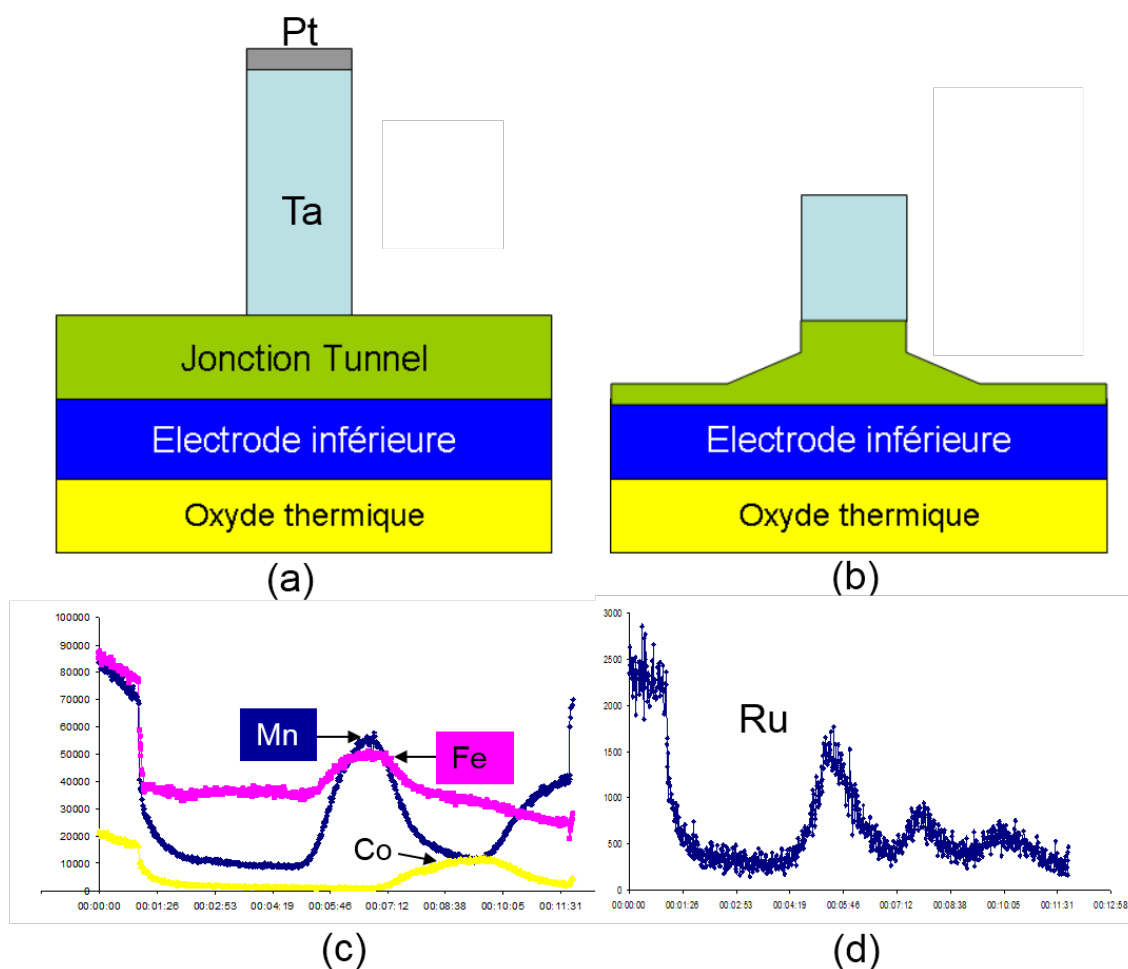 Pt
Ta
Jonction Tunnel
Electrode inférieure
Oxyde thermique
(a)
Electrode inférieure
Oxyde thermique
(b)
100000
90000
80000
70000
60000
50000
40000
30000
20000
10000
0
Mn
Fe
Co
00:00:00 00:01:26 00:02:53 00:04:19 00:05:46 00:07:12 00:08:38 00:10:05 00:11:31
(c)
3000
2500
2000
1500
1000
500
0
Ru
00:00:00 00:01:26 00:02:53 00:04:19 00:05:46 00:07:12 00:08:38 00:10:05 00:11:31 00:12:58
(d)